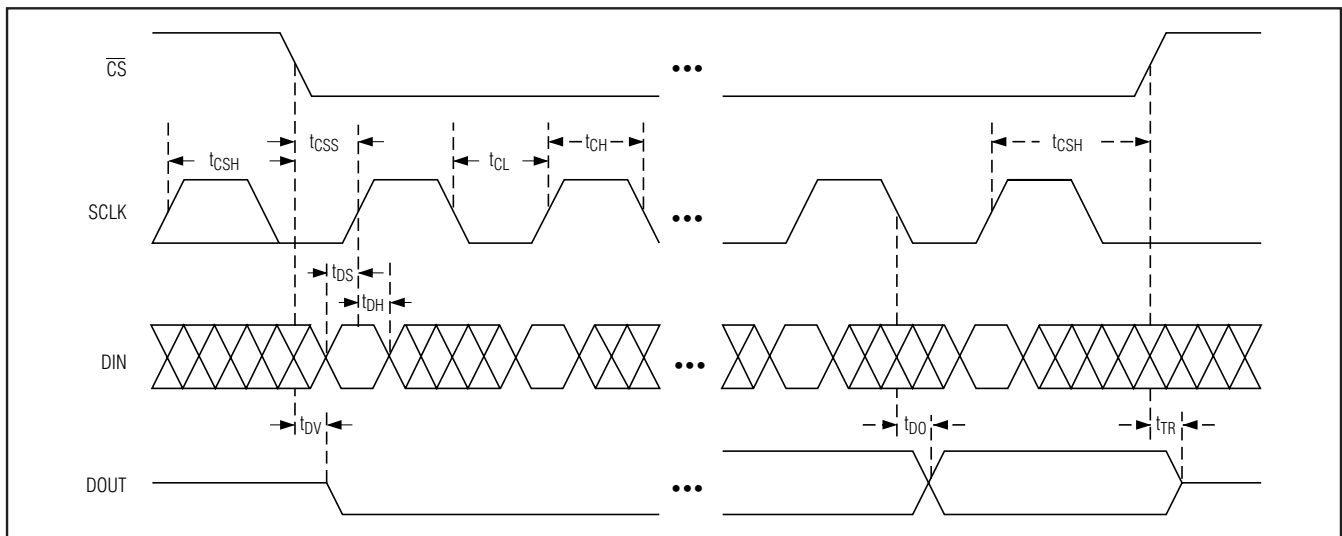 CS
•••
tCSH
tCSS
tCL
tCH
tCSH
SCLK
•••
tDS
tDH
DIN
•••
tDV
tDO
tTR
DOUT
•••